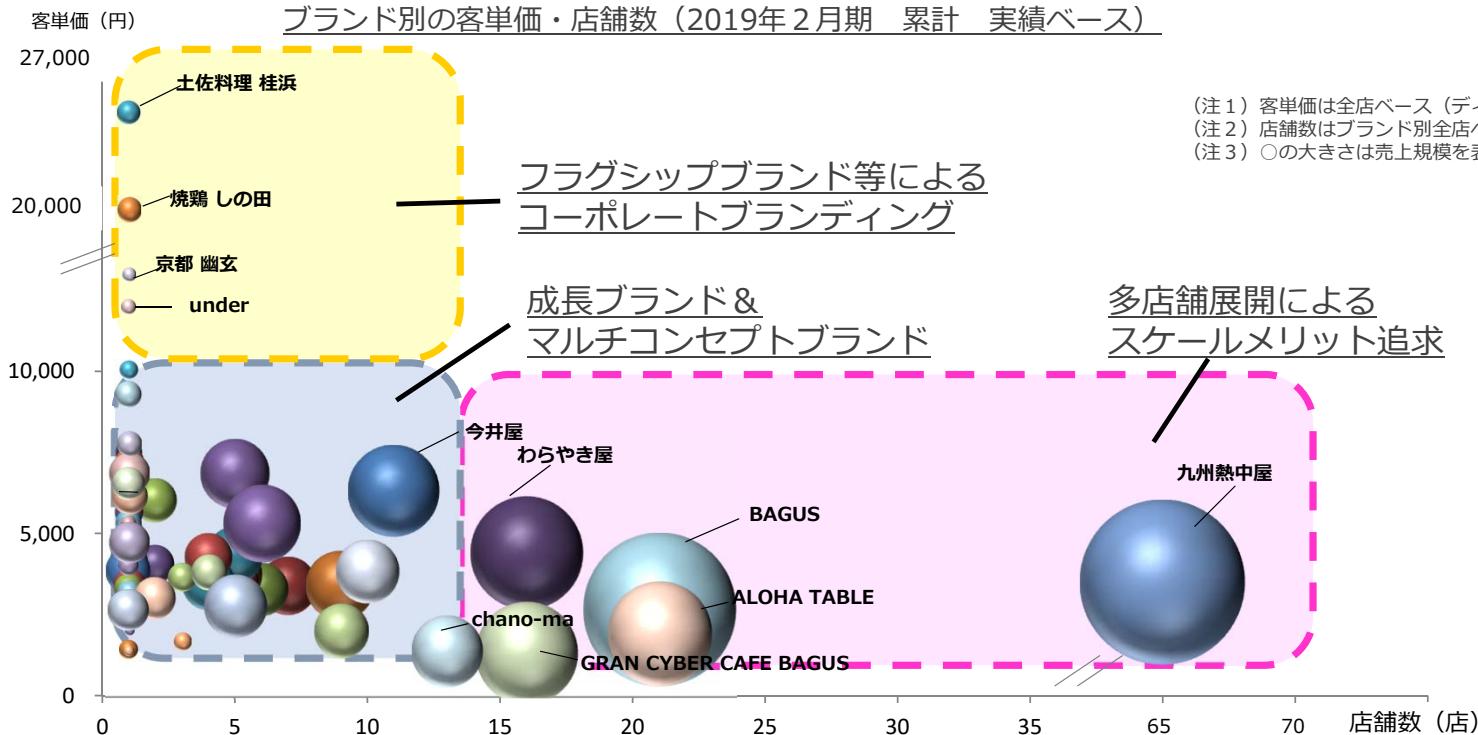 ブランド別の客単価・店舗数（2019年２月期　累計　実績ベース）
客単価（円）
27,000
土佐料理 桂浜
（注１）客単価は全店ベース（ディ
（注２）店舗数はブランド別全店ベ
（注３）○の大きさは売上規模を表
フラグシップブランド等による
コーポレートブランディング
焼鶏 しの田
20,000
京都 幽玄
under
成長ブランド＆
マルチコンセプトブランド
多店舗展開による
スケールメリット追求
10,000
今井屋
わらやき屋
九州熱中屋
BAGUS
5,000
ALOHA TABLE
chano-ma
GRAN CYBER CAFE BAGUS
0
0 5 10 15 20 25 30 35 65 70 店舗数（店）